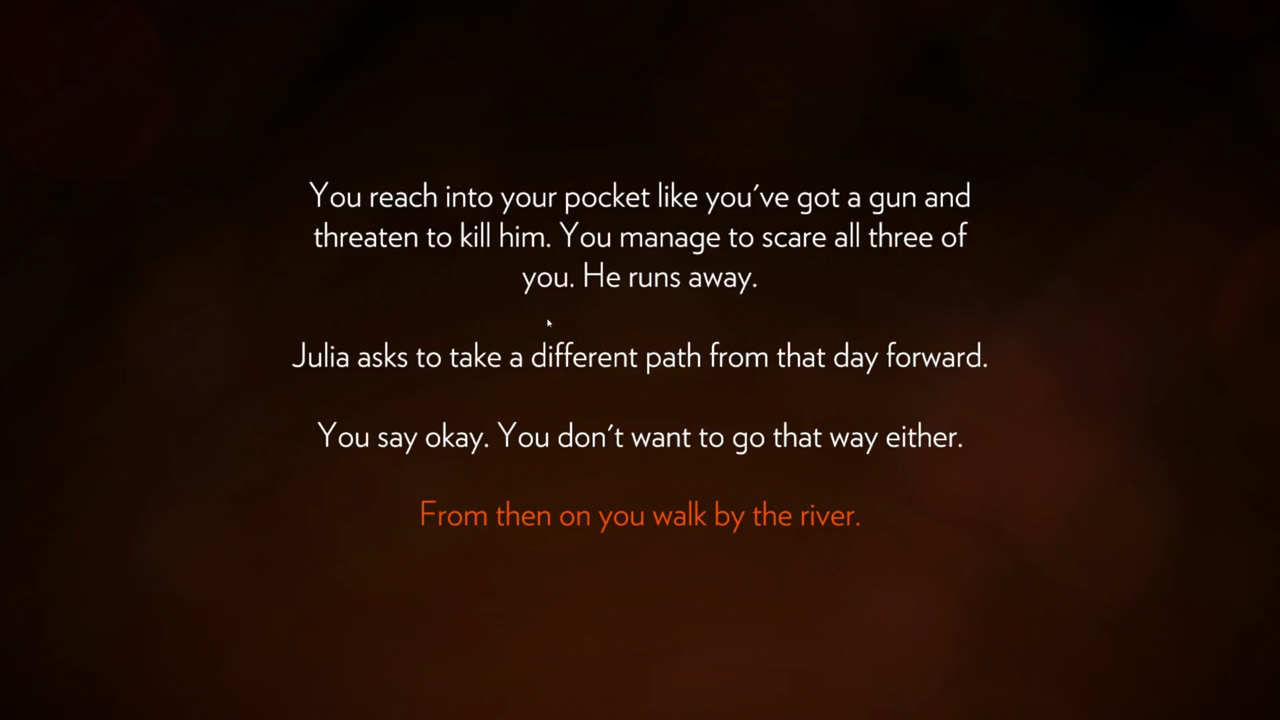 You reach into your pocket like you've got a gun and
threaten to kill him. You manage to scare all three of
you. He runs away.
Julia asks to take a different path from that day forward.
You say okay. You don't want to go that way either.
From then on you walk by the river.